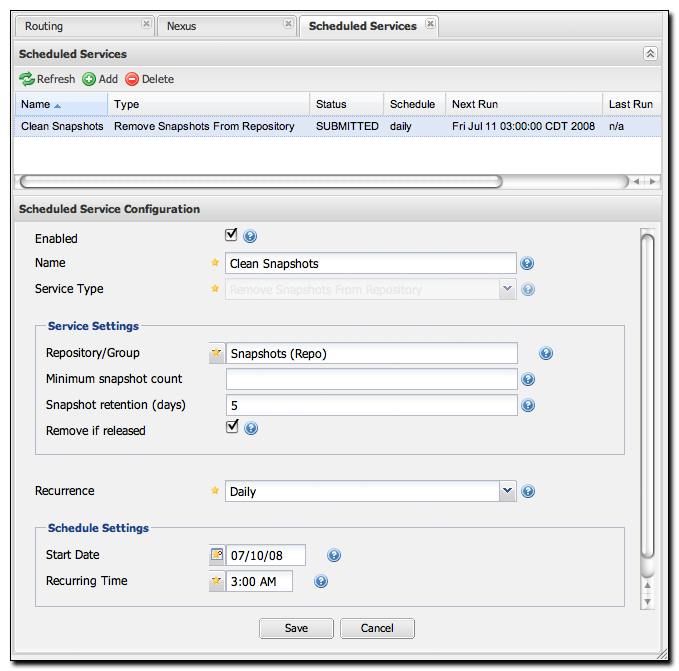 Routing Nexus Scheduled Services
Scheduled Services
Refresh Add Delete
Name Type Status Schedule Next Run Last Run
Clean Snapshots Remove Snapshots From Repository SUBMITTED daily Fri Jul 11 03:00:00 CDT 2008 n/a
Scheduled Service Configuration
Enabled
Name Clean Snapshots
Service Type Remove Snapshots From Repository
Service Settings
Repository/Group Snapshots (Repo)
Minimum snapshot count
Snapshot retention (days) 5
Remove if released
Recurrence Daily
Schedule Settings
Start Date 07/10/08
Recurring Time 3:00 AM
Save Cancel